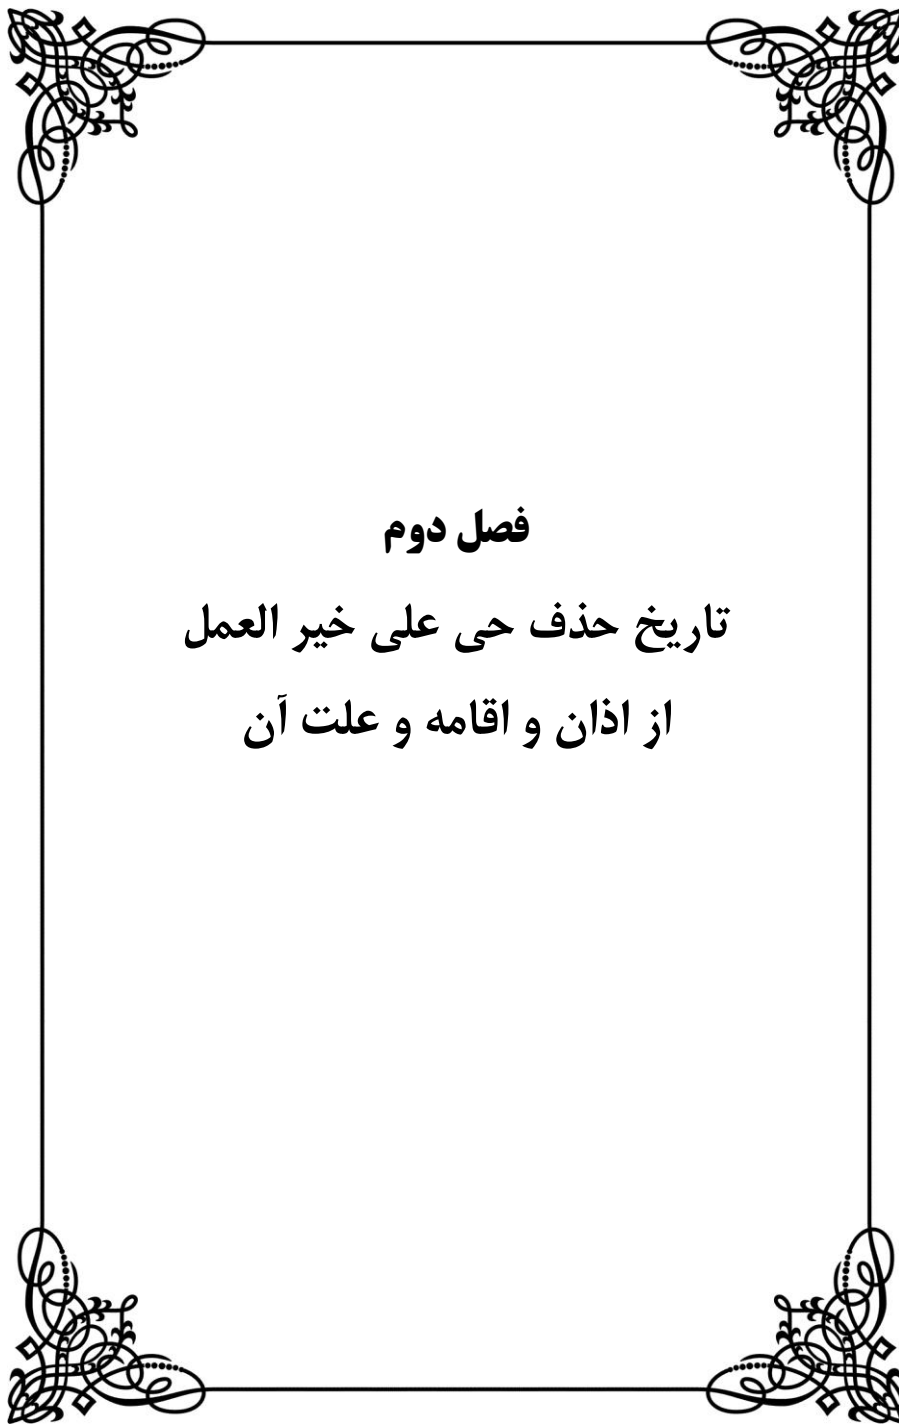 فصل دوم
تاریخ حذف حی علی خیر العمل
از اذان و اقامه و علت آن